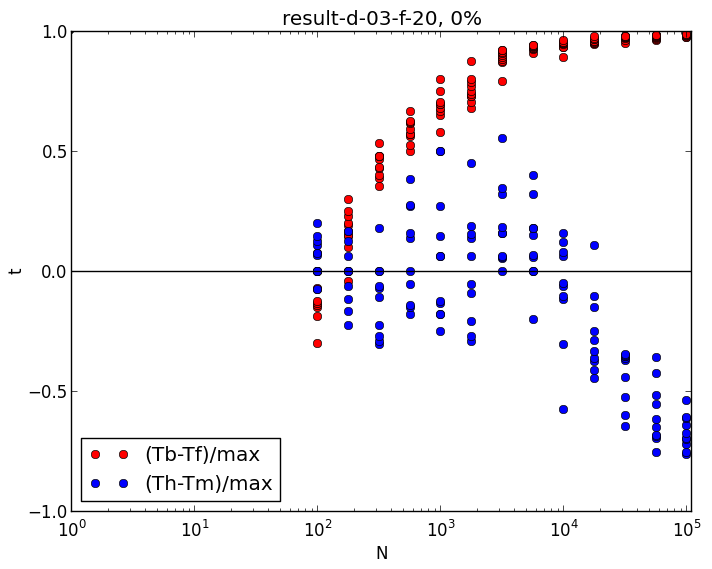 result-d-03-f-20, 0%
1.0
0.5
t
0.0
−0.5
−1.0
(Tb-Tf)/max
(Th-Tm)/max
10^0 10^1 10^2 10^3 10^4 10^5
N